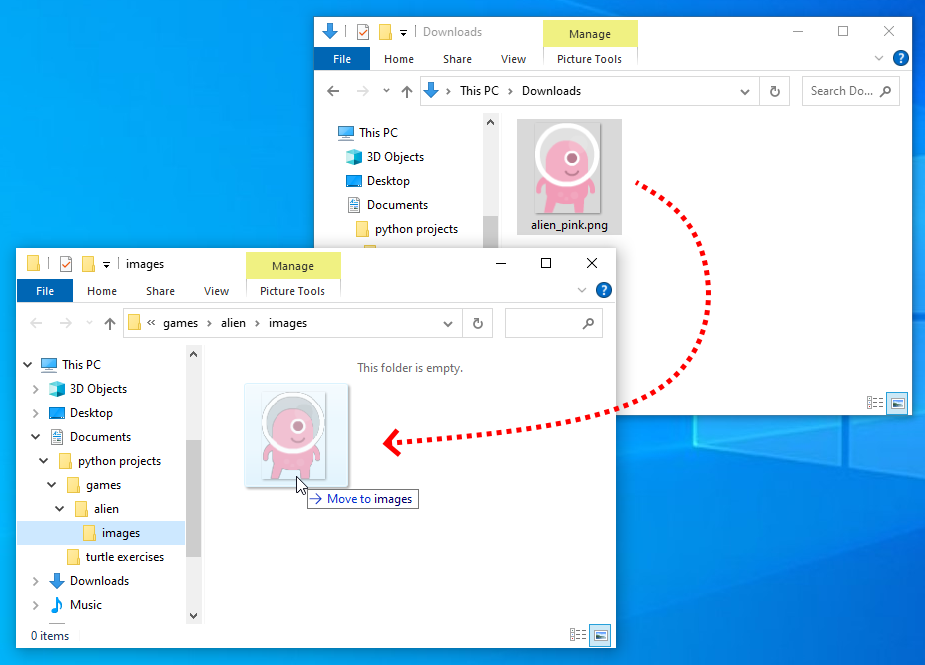 Downloads
Manage
File
Home
Share
View
Picture Tools
?
This PC
Downloads
Search Do...
This PC
3D Objects
Desktop
Documents
python projects
alien_pink.png
images
Manage
File
Home
Share
View
Picture Tools
?
« games
alien
images
This PC
3D Objects
Desktop
Documents
python projects
games
alien
images
turtle exercises
Downloads
Music
This folder is empty.
Move to images
0 items